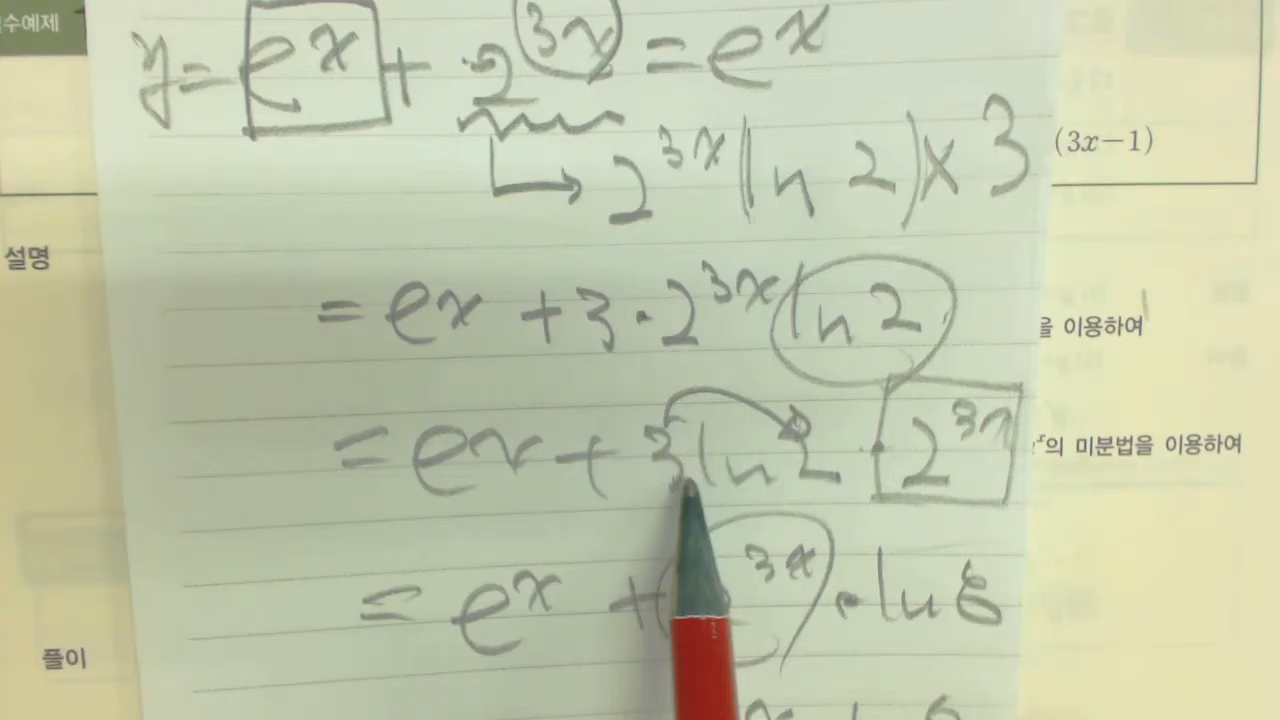 수예제
y = e^x + 2^{3x} = e^x
→ 2^{3x} (ln 2) × 3
(3x−1)
설명
= e^x + 3 · 2^{3x} ln 2
을 이용하여
= e^x + 3 ln 2 · 2^{3x}
의 미분법을 이용하여
= e^x + 3x · ln 8
풀이